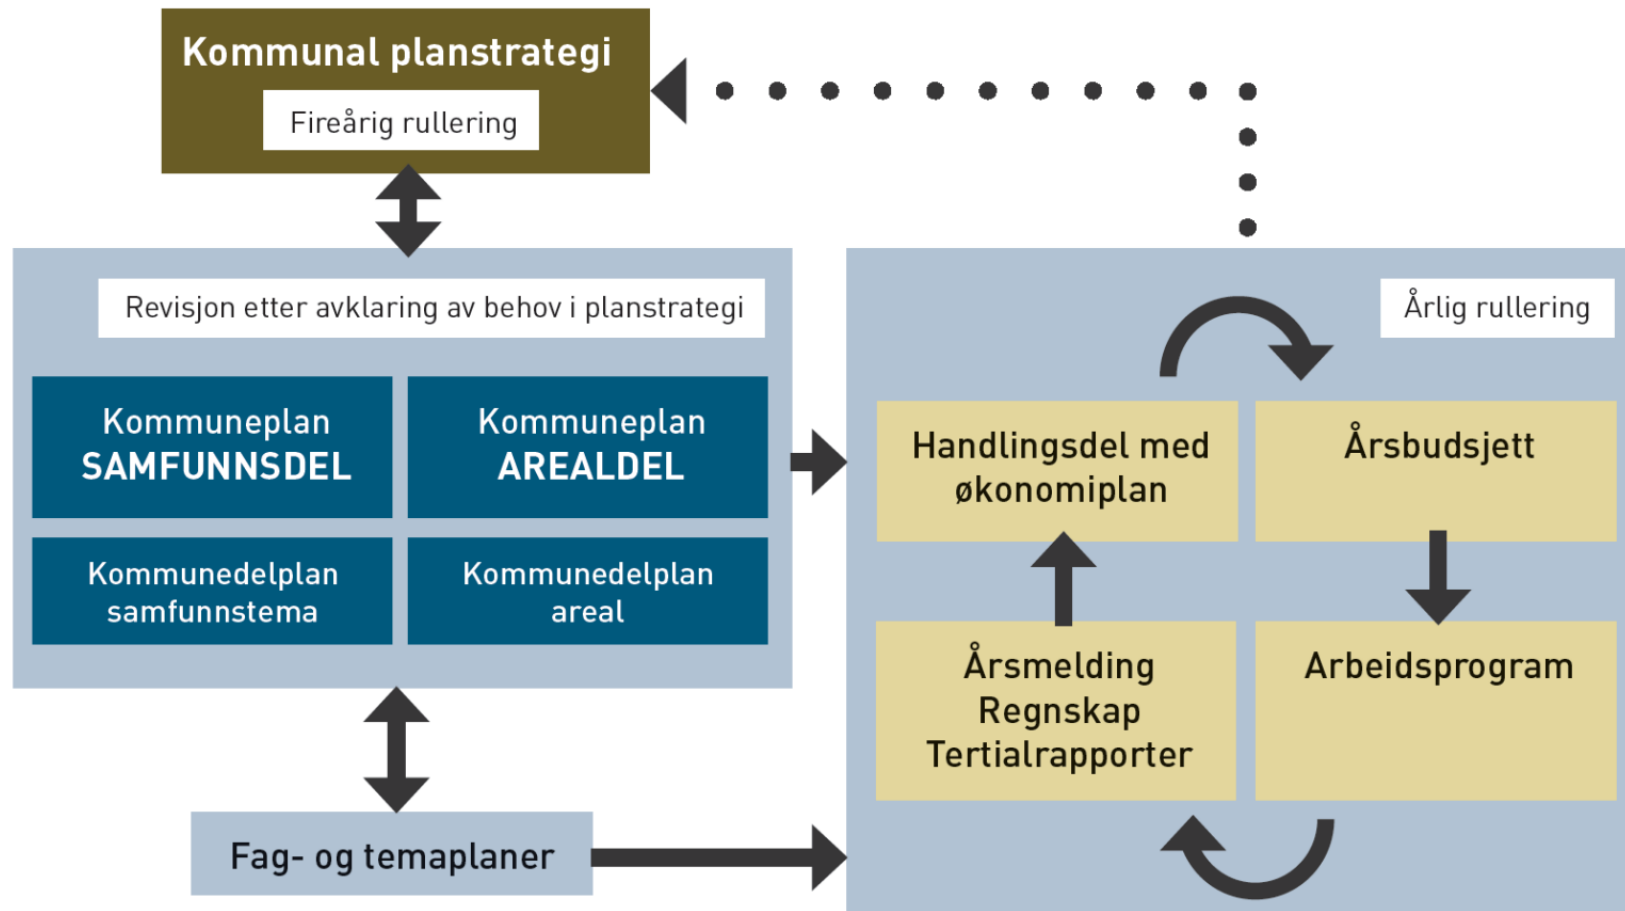 Kommunal planstrategi
Fireårig rullering
Revisjon etter avklaring av behov i planstrategi
Kommuneplan
SAMFUNNSDEL
Kommuneplan
AREALDEL
Kommunedelplan
samfunnstema
Kommunedelplan
areal
Fag- og temaplaner
Årlig rullering
Handlingsdel med
økonomiplan
Årsbudsjett
Årsmelding
Regnskap
Tertialrapporter
Arbeidsprogram